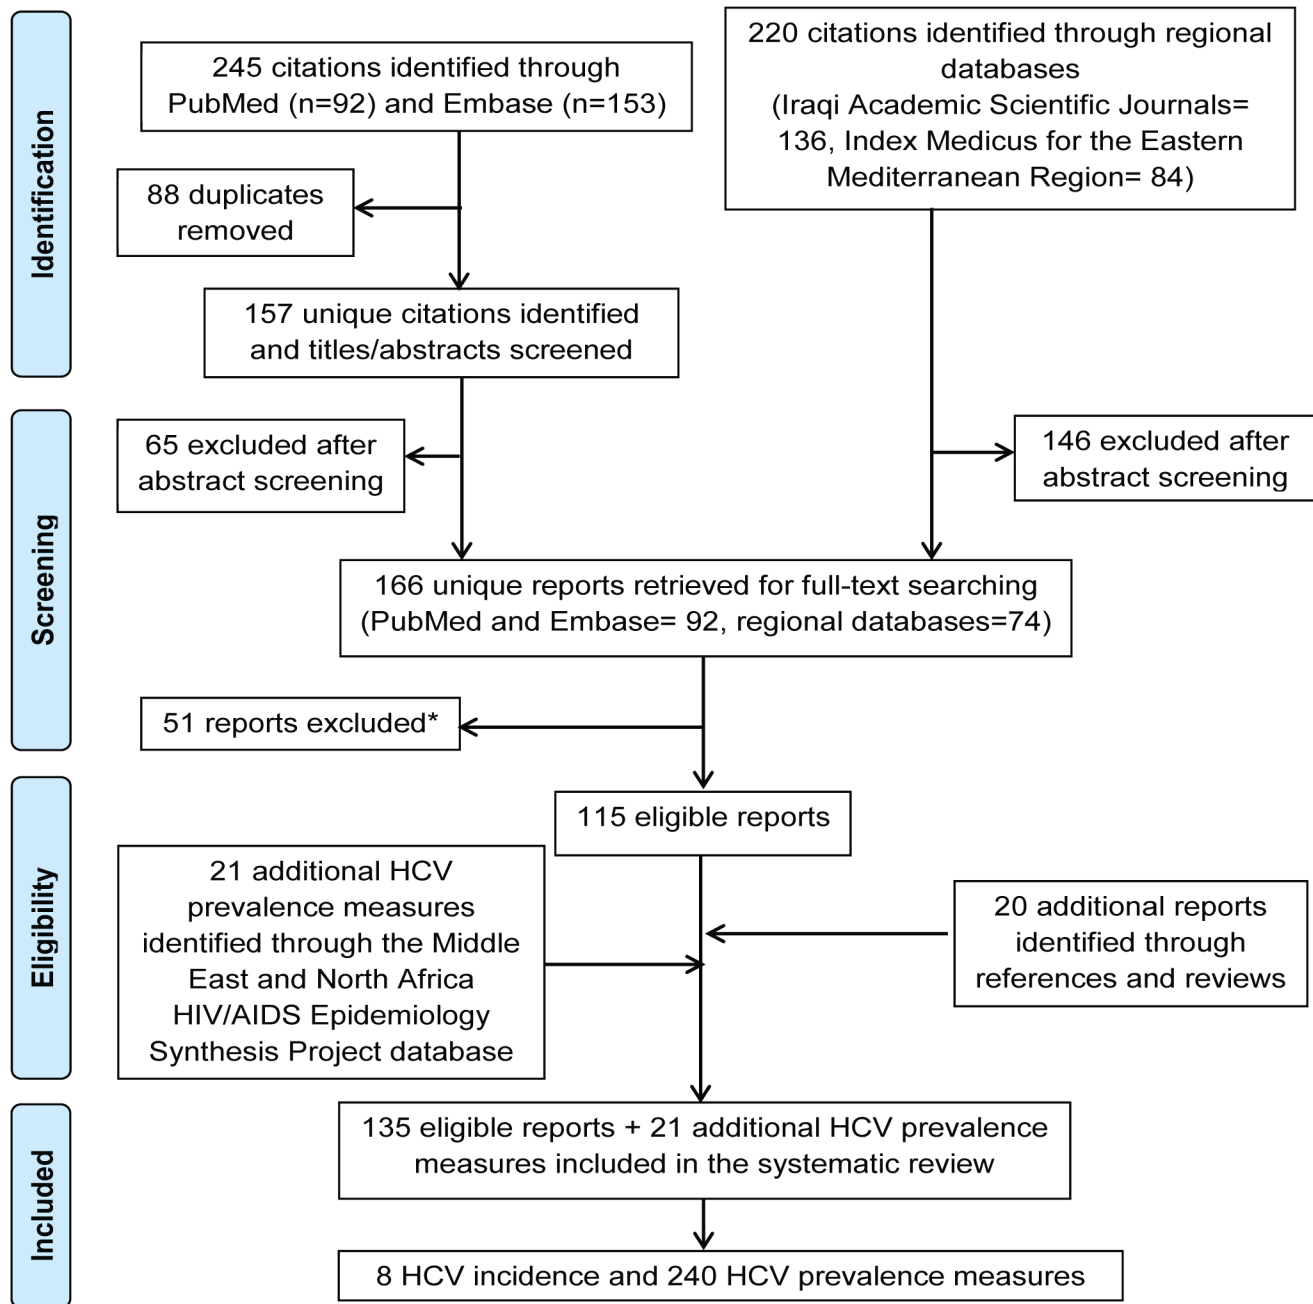 Identification
245 citations identified through
PubMed (n=92) and Embase (n=153)
220 citations identified through regional
databases
(Iraqi Academic Scientific Journals=
136, Index Medicus for the Eastern
Mediterranean Region= 84)
88 duplicates
removed
157 unique citations identified
and titles/abstracts screened
Screening
65 excluded after
abstract screening
146 excluded after
abstract screening
166 unique reports retrieved for full-text searching
(PubMed and Embase= 92, regional databases=74)
51 reports excluded*
Eligibility
115 eligible reports
21 additional HCV
prevalence measures
identified through the Middle
East and North Africa
HIV/AIDS Epidemiology
Synthesis Project database
20 additional reports
identified through
references and reviews
Included
135 eligible reports + 21 additional HCV prevalence
measures included in the systematic review
8 HCV incidence and 240 HCV prevalence measures